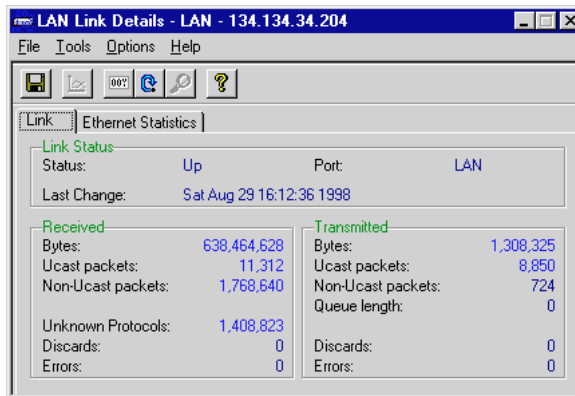 LAN Link Details - LAN - 134.134.34.204
File Tools Options Help
Link Ethernet Statistics
Link Status
Status: Up Port: LAN
Last Change: Sat Aug 29 16:12:36 1998
Received
Bytes: 638,464,628
Ucast packets: 11,312
Non-Ucast packets: 1,768,640
Unknown Protocols: 1,408,823
Discards: 0
Errors: 0
Transmitted
Bytes: 1,308,325
Ucast packets: 8,850
Non-Ucast packets: 724
Queue length: 0
Discards: 0
Errors: 0